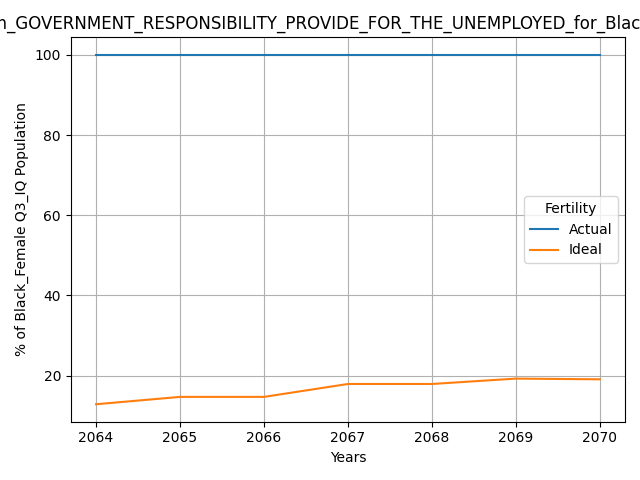 n_GOVERNMENT_RESPONSIBILITY_PROVIDE_FOR_THE_UNEMPLOYED_for_Blac
100
80
60
40
20
% of Black_Female Q3_IQ Population
Fertility
Actual
Ideal
2064 2065 2066 2067 2068 2069 2070
Years